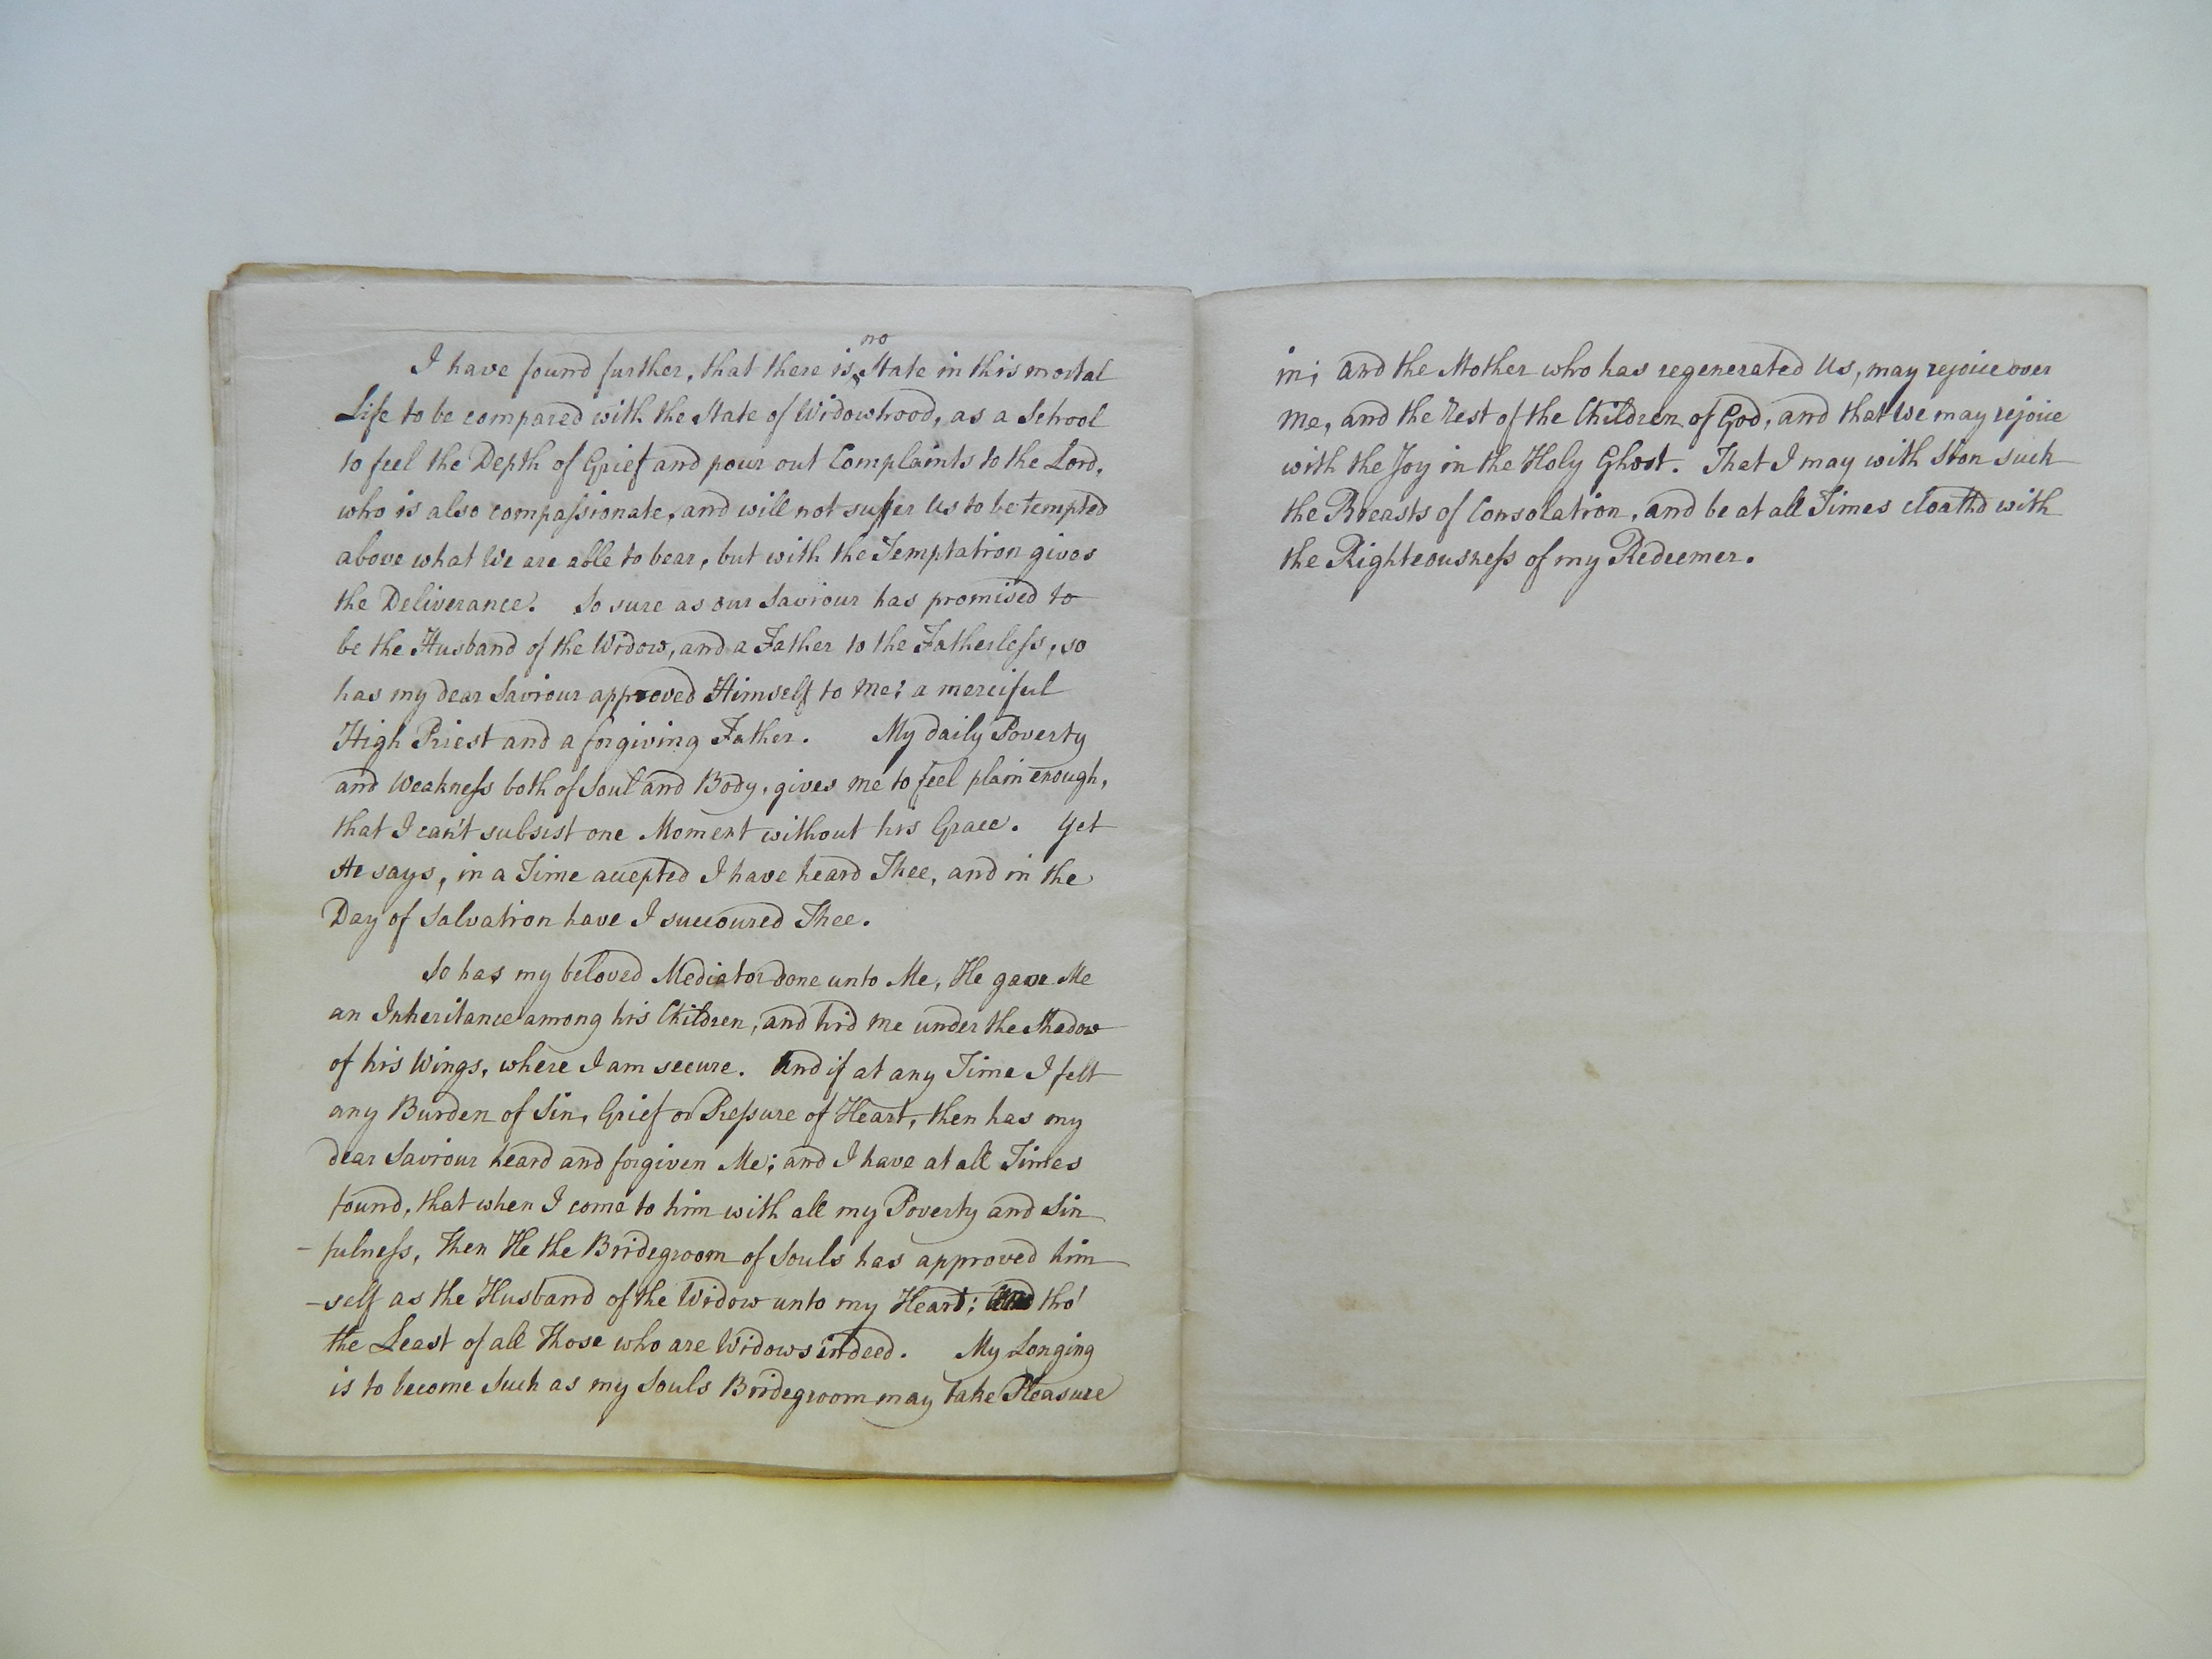 I have found further, that there is no State in this mortal
Life to be compared with the State of Widowhood, as a School
to feel the Depth of Grief and pour out Complaints to the Lord,
who is also compassionate, and will not suffer Us to be tempted
above what We are able to bear, but with the Temptation gives
the Deliverance. So sure as our Saviour has promised to
be the Husband of the Widow, and a Father to the Fatherless, so
has my dear Saviour approved Himself to me; a merciful
High Priest and a forgiving Father. My daily Poverty
and Weakness both of Soul and Body, gives me to feel plain enough,
that I can't subsist one Moment without his Grace. Yet
He says, in a Time accepted I have heard Thee, and in the
Day of Salvation have I succoured Thee.
So has my beloved Mediator done unto Me, He gave Me
an Inheritance among his Children, and hid me under the Shadow
of his Wings, where I am secure. And if at any Time I felt
any Burden of Sin, Grief or Pressure of Heart, then has my
dear Saviour heard and forgiven Me; and I have at all Times
found, that when I come to him with all my Poverty and Sin
-fulness, Then He the Bridegroom of Souls has approved him
-self as the Husband of the Widow unto my Heart; tho'
the Least of all Those who are Widows indeed. My Longing
is to become Such as my Souls Bridegroom may take Pleasure
in; and the Mother who has regenerated Us, may rejoice over
me, and the Rest of the Children of God, and that We may rejoice
with the Joy in the Holy Ghost. That I may with suck
the Breasts of Consolation, and be at all Times cloath'd with
the Righteousness of my Redeemer.